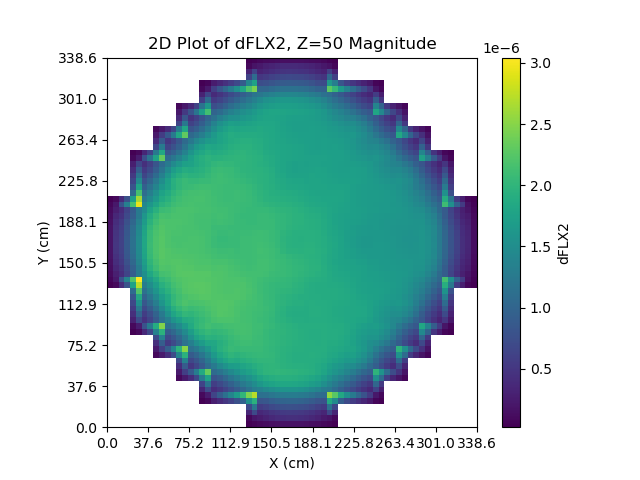 2D Plot of dFLX2, Z=50 Magnitude
1e−6
338.6
301.0
263.4
225.8
188.1
150.5
112.9
75.2
37.6
0.0
Y (cm)
0.0 37.6 75.2 112.9 150.5 188.1 225.8 263.4 301.0 338.6
X (cm)
3.0
2.5
2.0
1.5
1.0
0.5
dFLX2